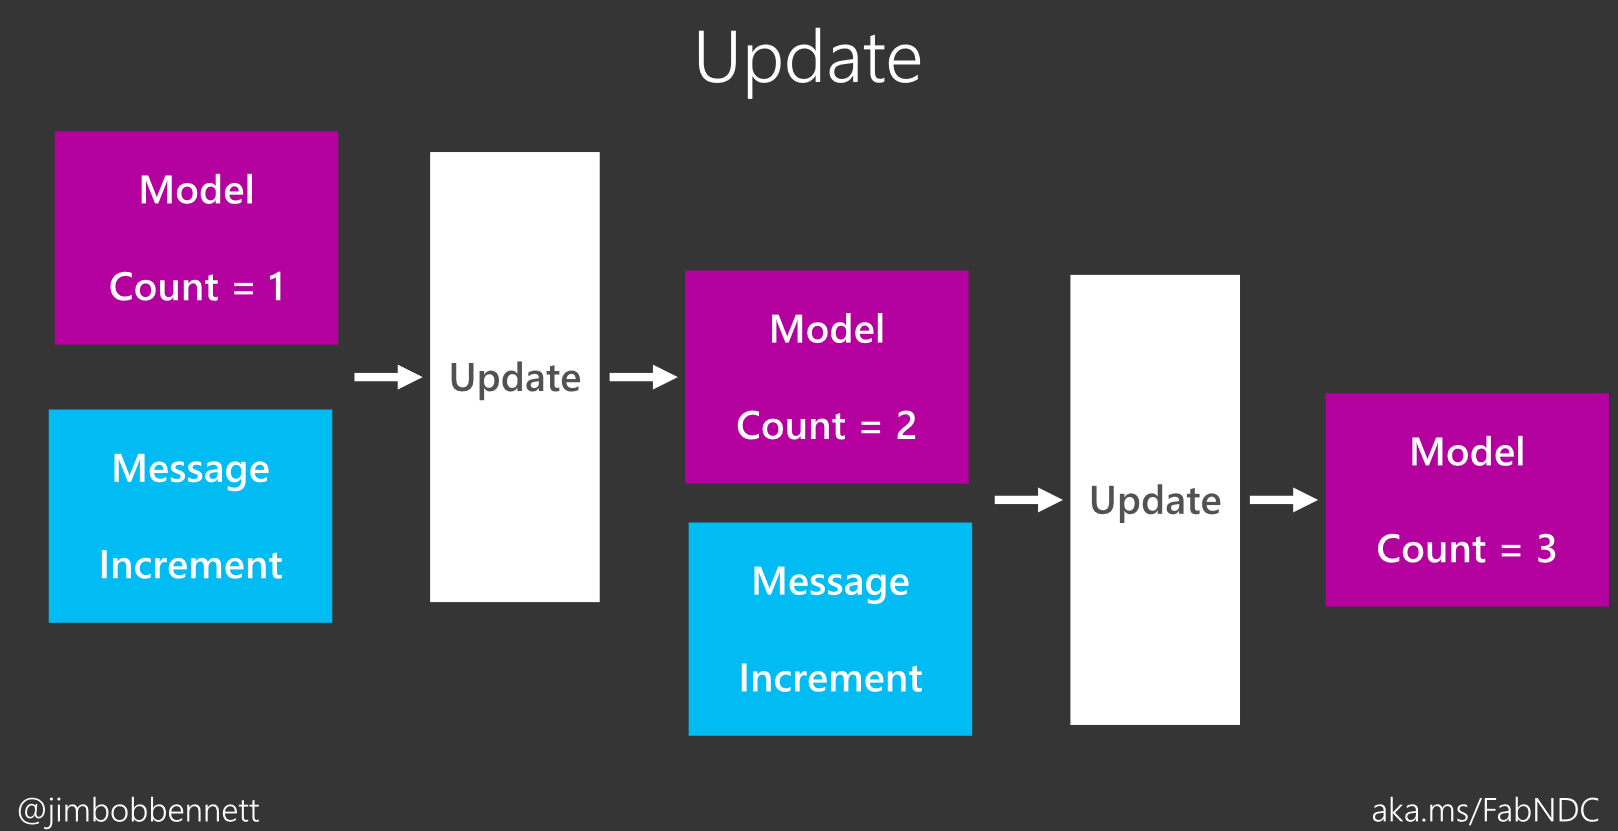 Update
Model
Count = 1
Message
Increment
Update
Model
Count = 2
Message
Increment
Update
Model
Count = 3
@jimbobbennett
aka.ms/FabNDC